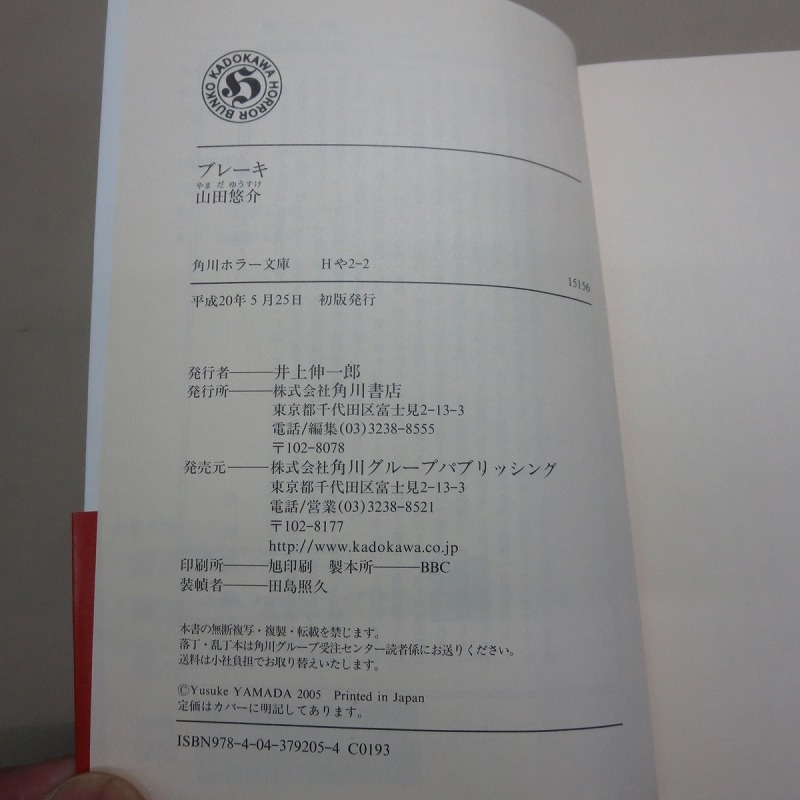 KADOKAWA HORROR BUNKO
H
ブレーキ
やま だ ゆうすけ
山田悠介
角川ホラー文庫 Hや2-2
15156
平成20年5月25日 初版発行
発行者――井上伸一郎
発行所――株式会社角川書店
東京都千代田区富士見2-13-3
電話/編集(03)3238-8555
〒102-8078
発売元――株式会社角川グループパブリッシング
東京都千代田区富士見2-13-3
電話/営業(03)3238-8521
〒102-8177
http://www.kadokawa.co.jp
印刷所――旭印刷 製本所――BBC
装幀者――田島照久
本書の無断複写・複製・転載を禁じます。
落丁・乱丁本は角川グループ受注センター読者係にお送りください。
送料は小社負担でお取り替えいたします。
©Yusuke YAMADA 2005 Printed in Japan
定価はカバーに明記してあります。
ISBN978-4-04-379205-4 C0193